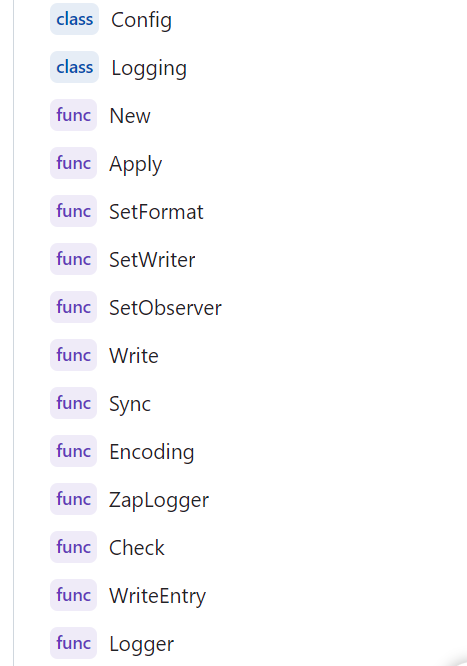 class Config
class Logging
func New
func Apply
func SetFormat
func SetWriter
func SetObserver
func Write
func Sync
func Encoding
func ZapLogger
func Check
func WriteEntry
func Logger